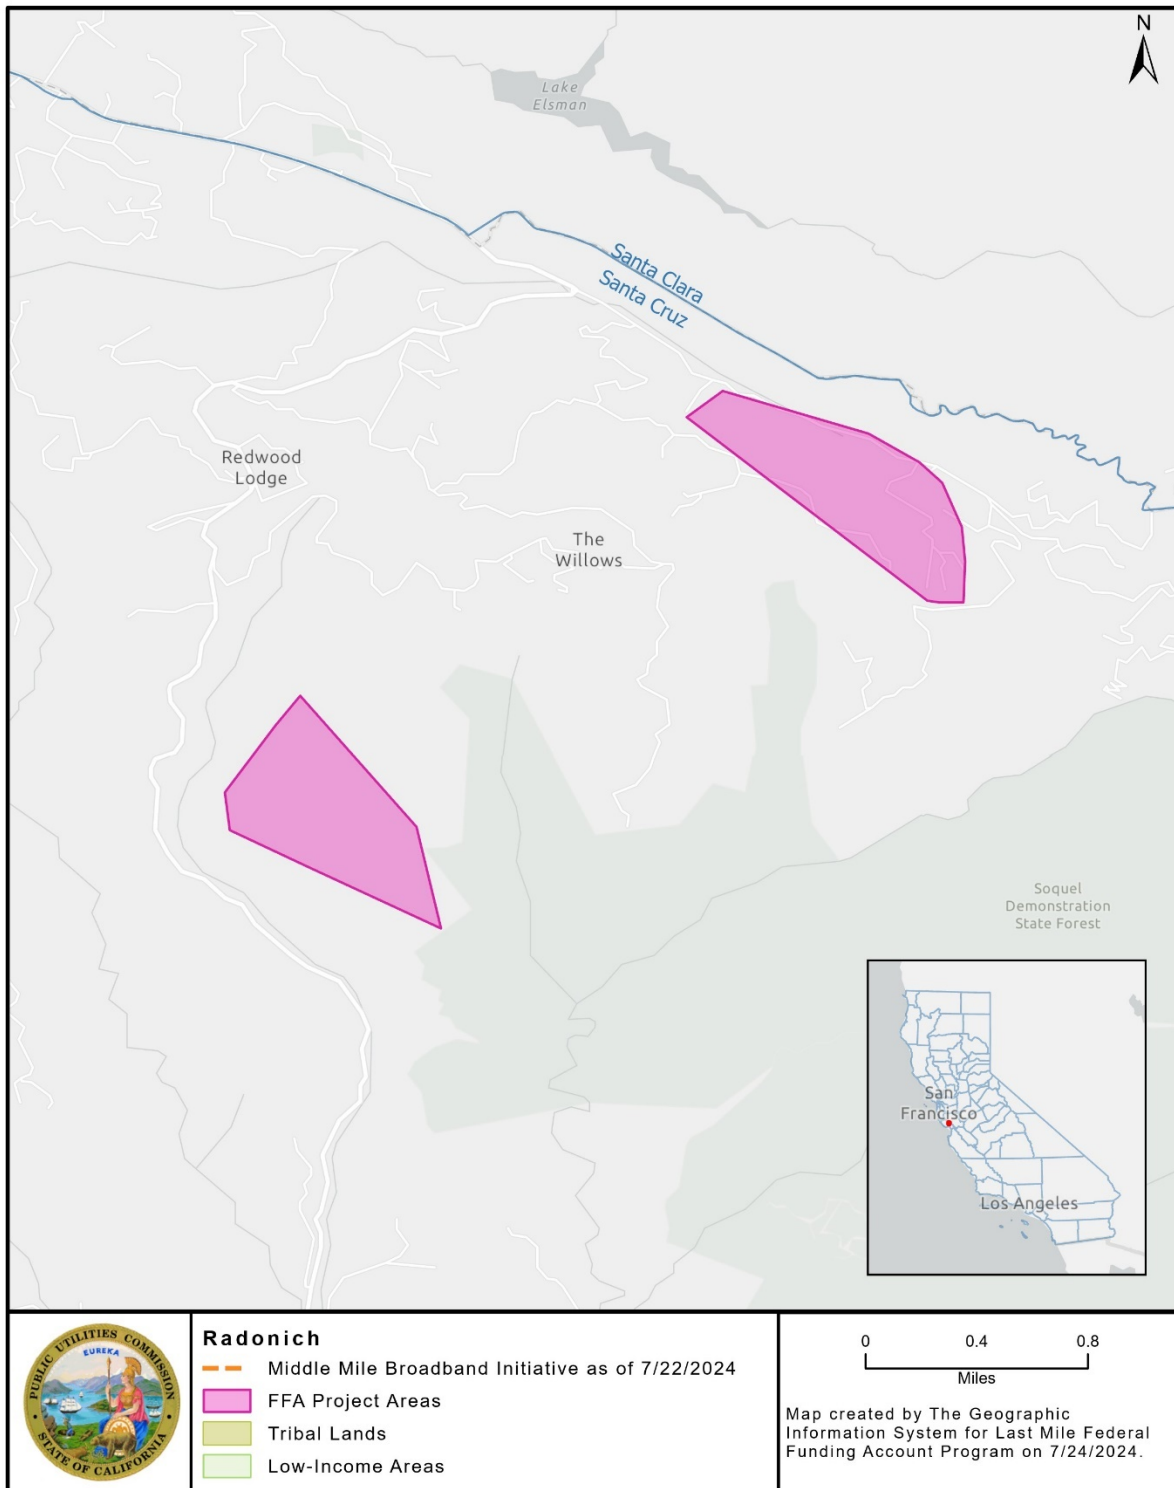 N
Lake
Elsman
Santa Clara
Santa Cruz
Redwood
Lodge
The
Willows
Soquel
Demonstration
State Forest
San
Francisco
Los Angeles
PUBLIC UTILITIES COMMISSION
EUREKA
STATE OF CALIFORNIA
Radonich
Middle Mile Broadband Initiative as of 7/22/2024
FFA Project Areas
Tribal Lands
Low-Income Areas
0 0.4 0.8
Miles
Map created by The Geographic
Information System for Last Mile Federal
Funding Account Program on 7/24/2024.